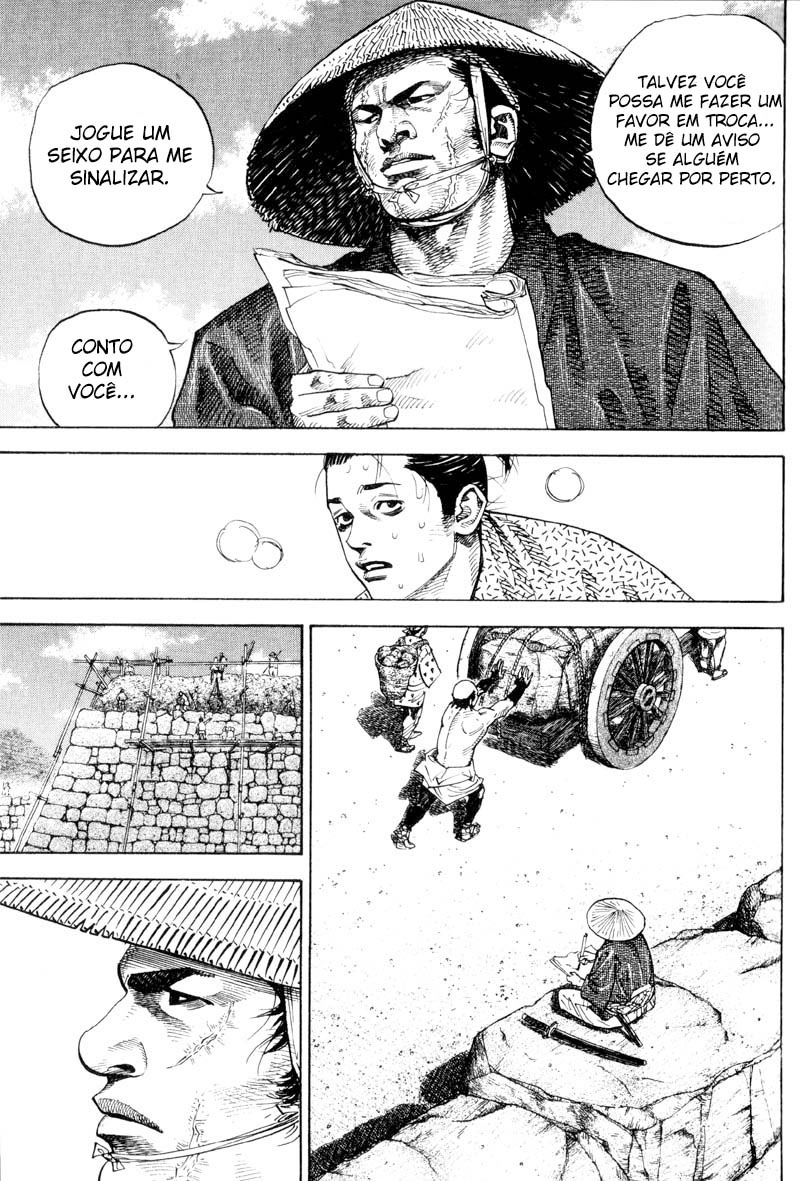 TALVEZ VOCÊ
POSSA ME FAZER UM
FAVOR EM TROCA...
ME DÊ UM AVISO
SE ALGUÉM
CHEGAR POR PERTO.
JOGUE UM
SEIXO PARA ME
SINALIZAR.
CONTO
COM
VOCÊ...